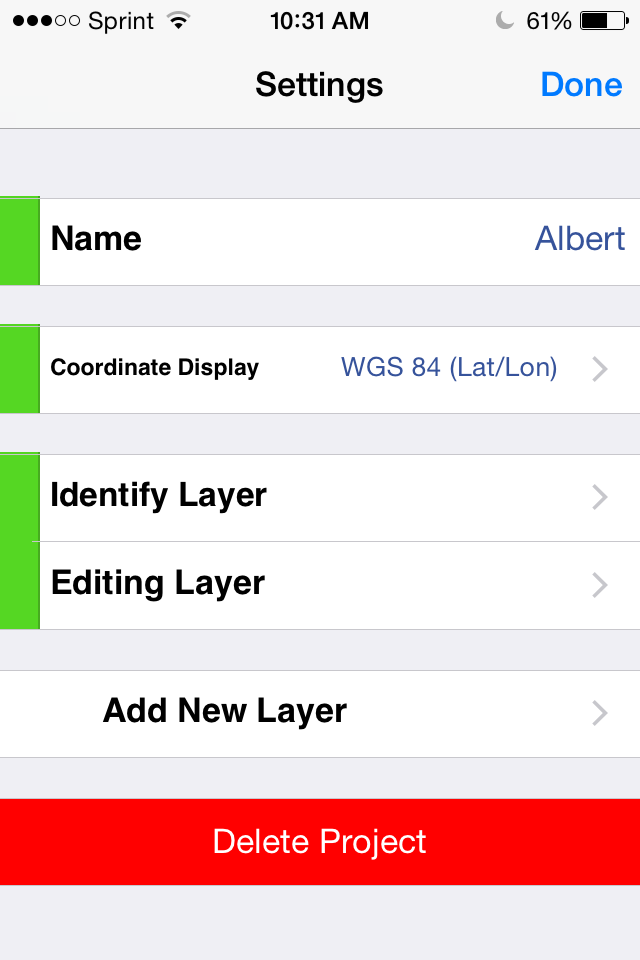 Sprint 10:31 AM 61%
Settings Done
Name Albert
Coordinate Display WGS 84 (Lat/Lon)
Identify Layer
Editing Layer
Add New Layer
Delete Project